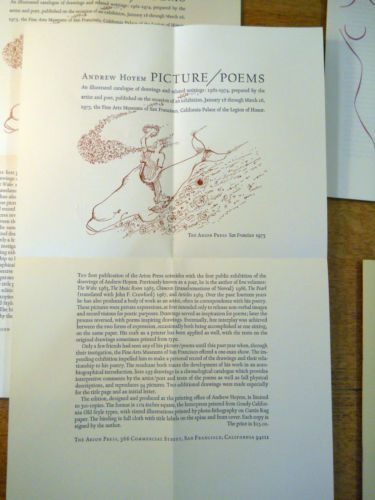 ANDREW HOYEM PICTURE/POEMS
An illustrated catalogue of drawings and related writings: 1961-1974, prepared by the
artist and poet, published on the occasion of an exhibition, January 18 through March 16,
1975, the Fine Arts Museums of San Francisco, California Palace of the Legion of Honor.
THE ARION PRESS San Francisco 1975
THE first publication of the Arion Press coincides with the first public exhibition of the
drawings of Andrew Hoyem. Previously known as a poet, he is the author of five volumes:
The Wake 1963, The Music Room 1965, Chaucer (transmutations of Newed) 1966, The Pearl
(translated with John F. Crawford) 1967, and Articles 1969. Over the past fourteen years
he has also produced a body of work as an artist, often in correspondence with his poetry.
These pictures were picture expressions, at first intended only to release non-verbal images
and record visions for poetic purposes. Drawings served as inspiration for poems; later the
process reversed, with poems inspiring drawings. Eventually, free interplay was achieved
between the two forms of expression, occasionally both being accomplished at one sitting,
on the same paper. His craft as a printer has been applied as well, with the texts on the
original drawings sometimes printed from type.
Only a few friends had seen any of his picture/poems until this past year when, through
their instigation, the Fine Arts Museums of San Francisco offered a one-man show. The im-
pending exhibition impelled him to make a personal record of the drawings and their rela-
tionship to his poetry. The resultant book traces the development of his work in an auto-
biographical introduction, lists 129 drawings in a chronological catalogue which provides
interpretive comments by the artist/poet and texts of the poems as well as full physical
descriptions, and reproduces 59 pictures. Two additional drawings were made especially
for the title page and an initial letter.
The edition, designed and produced at the printing office of Andrew Hoyem, is limited
to 500 copies. The format is inches square, the letterpress printed from Goudy Califor-
nia Old Style types, with tinted illustrations printed by photo-lithography on Curtis Rag
paper. The binding is full cloth with title labels on the spine and front cover. Each copy is
signed by the author. The price is $15.00.
THE ARION PRESS, 566 COMMERCIAL STREET, SAN FRANCISCO, CALIFORNIA 94111